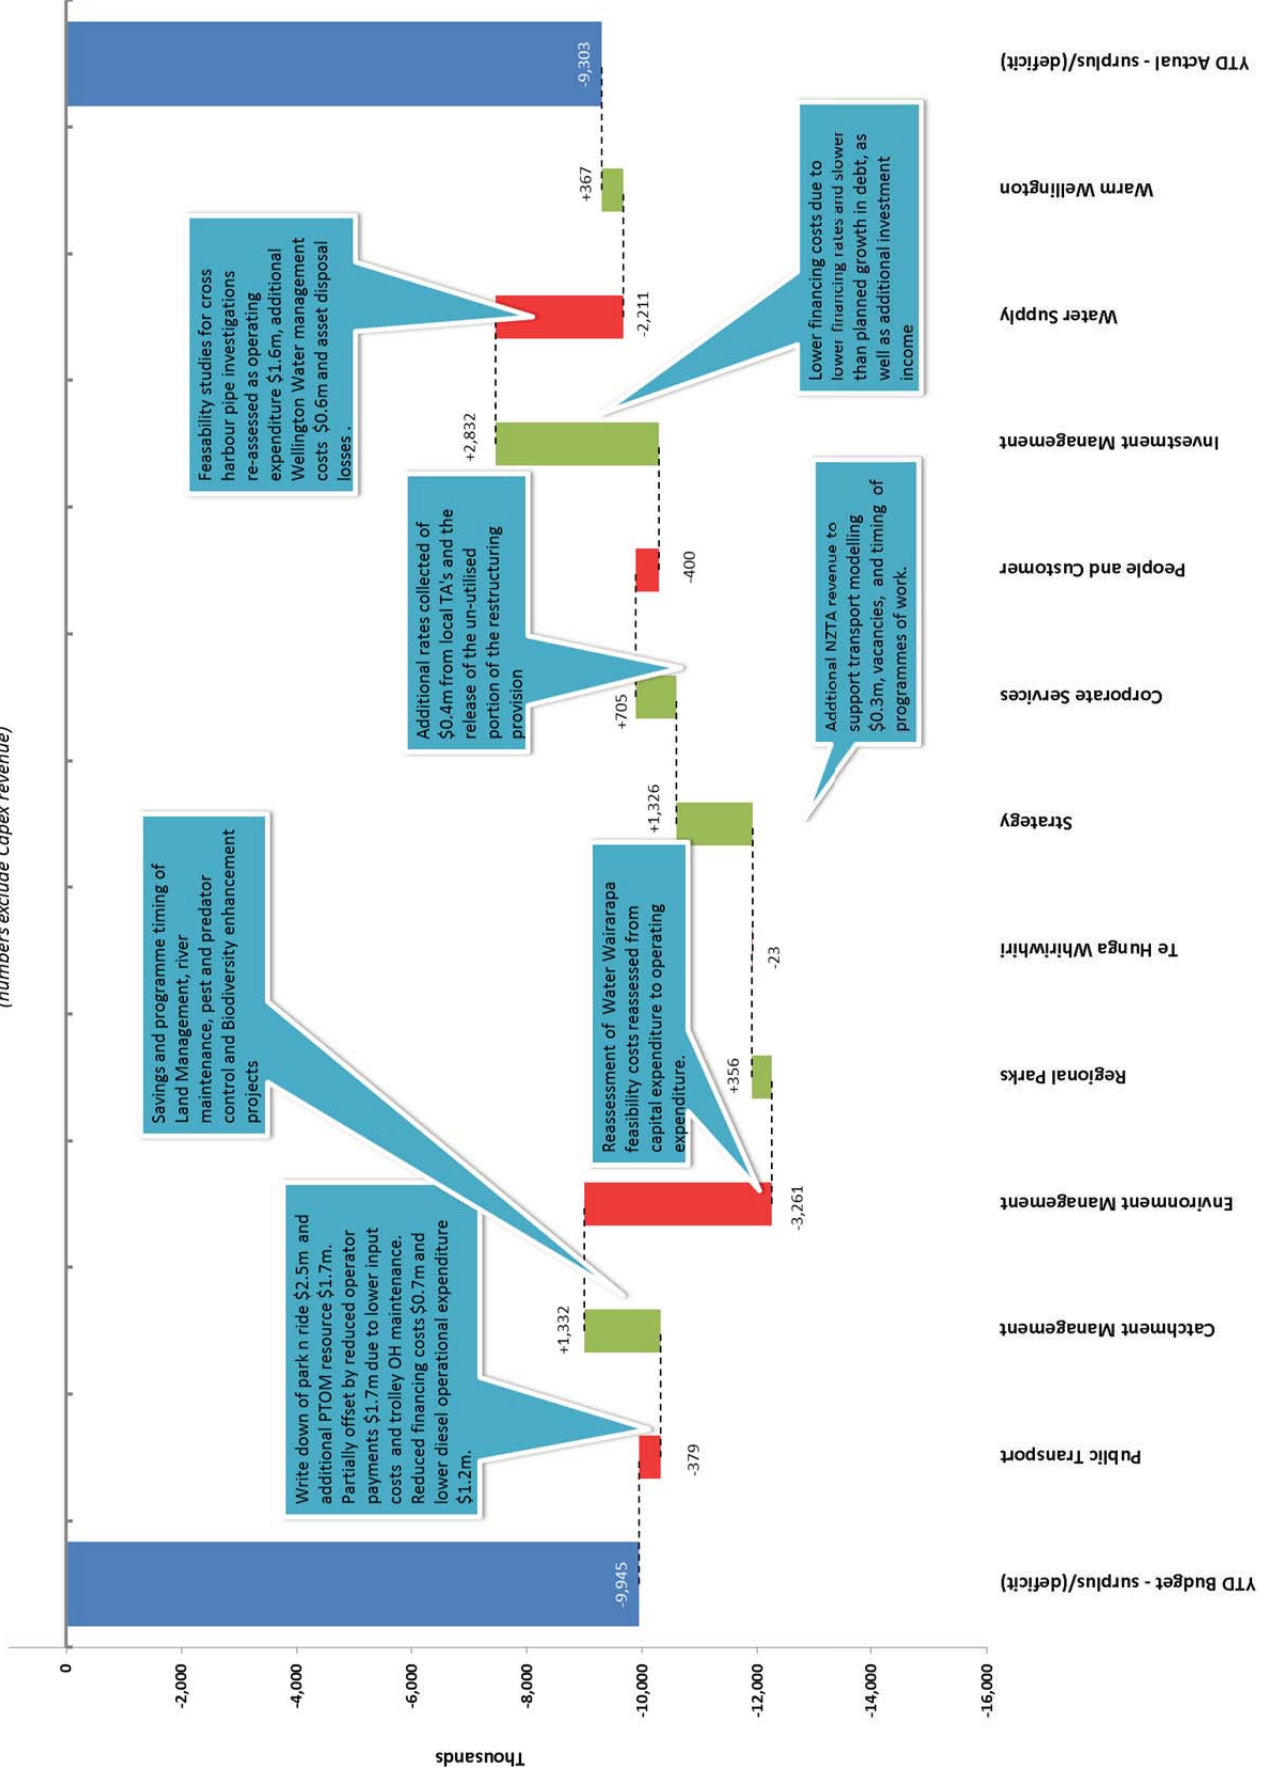 (numbers exclude Capex revenue)
Thousands
0
-2,000
-4,000
-6,000
-8,000
-10,000
-12,000
-14,000
-16,000
-9,945
-379
+1,332
-3,261
+356
-23
+1,326
+705
-400
+2,832
-2,211
+367
-9,303
Write down of park n ride $2.5m and
additional PTOM resource $1.7m.
Partially offset by reduced operator
payments $1.7m due to lower input
costs and trolley OH maintenance.
Reduced financing costs $0.7m and
lower diesel operational expenditure
$1.2m.
Savings and programme timing of
Land Management, river
maintenance, pest and predator
control and Biodiversity enhancement
projects
Reassessment of Water Wairarapa
feasibility costs reassessed from
capital expenditure to operating
expenditure.
Additional rates collected of
$0.4m from local TA's and the
release of the un-utilised
portion of the restructuring
provision
Addtional NZTA revenue to
support transport modelling
$0.3m, vacancies, and timing of
programmes of work.
Feasability studies for cross
harbour pipe investigations
re-assessed as operating
expenditure $1.6m, additional
Wellington Water management
costs $0.6m and asset disposal
losses .
Lower financing costs due to
lower financing rates and slower
than planned growth in debt, as
well as additional investment
income
YTD Budget - surplus/(deficit)
Public Transport
Catchment Management
Environment Management
Regional Parks
Te Hunga Whiriwhiri
Strategy
Corporate Services
People and Customer
Investment Management
Water Supply
Warm Wellington
YTD Actual - surplus/(deficit)